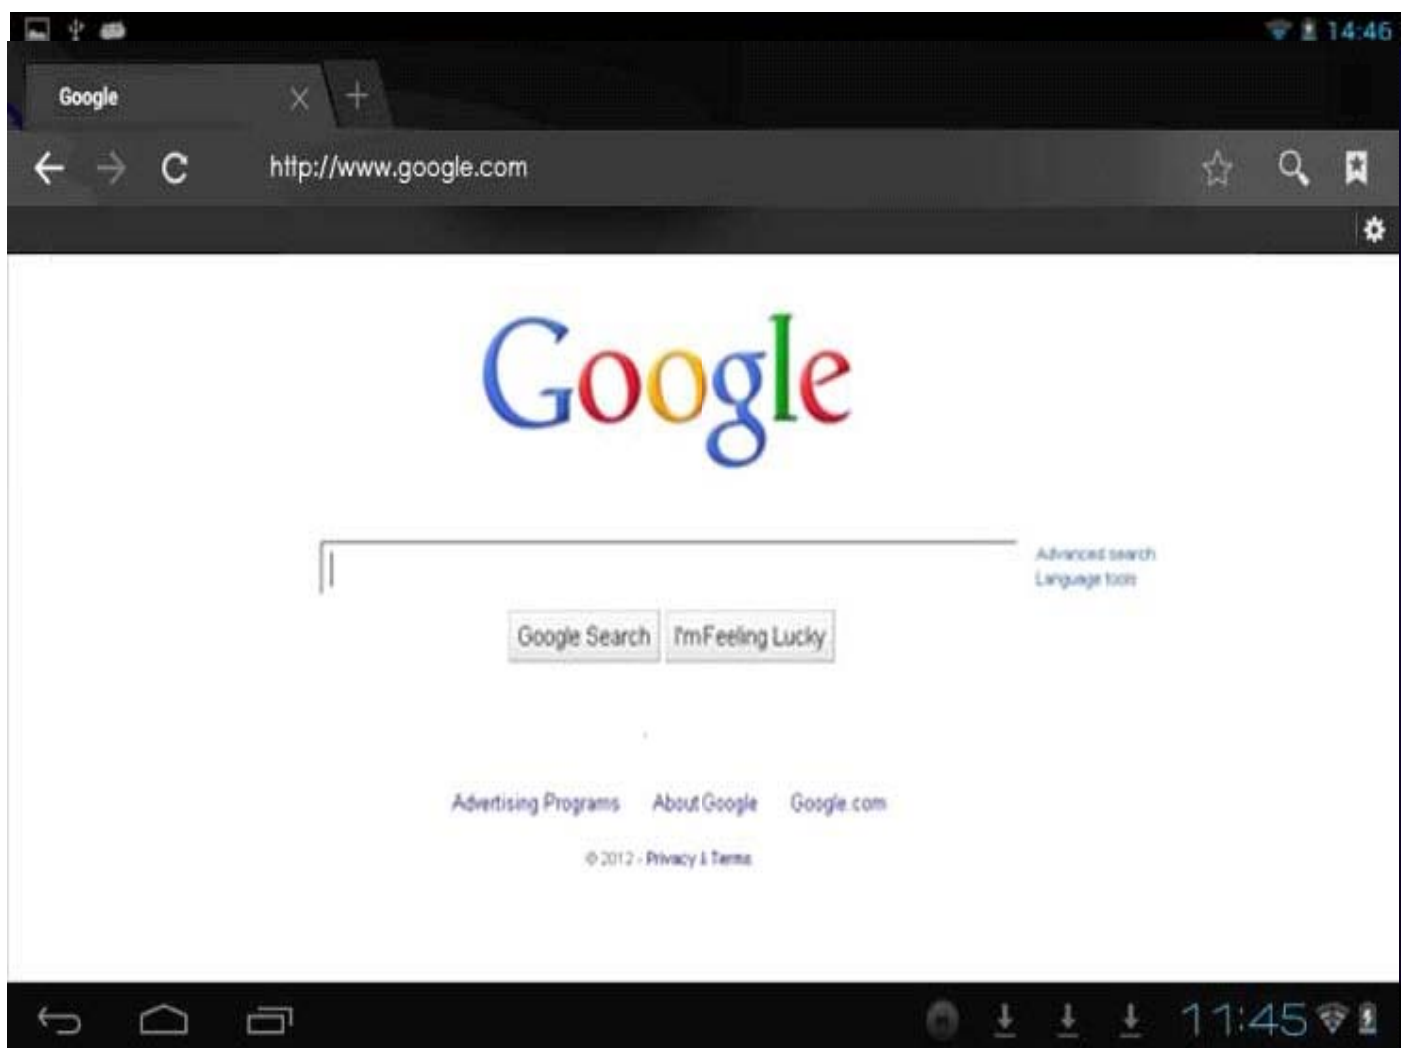 14:46
Google
http://www.google.com
Google
Advanced search
Language tools
Google Search I'm Feeling Lucky
Advertising Programs About Google Google.com
© 2012 - Privacy & Terms
11:45